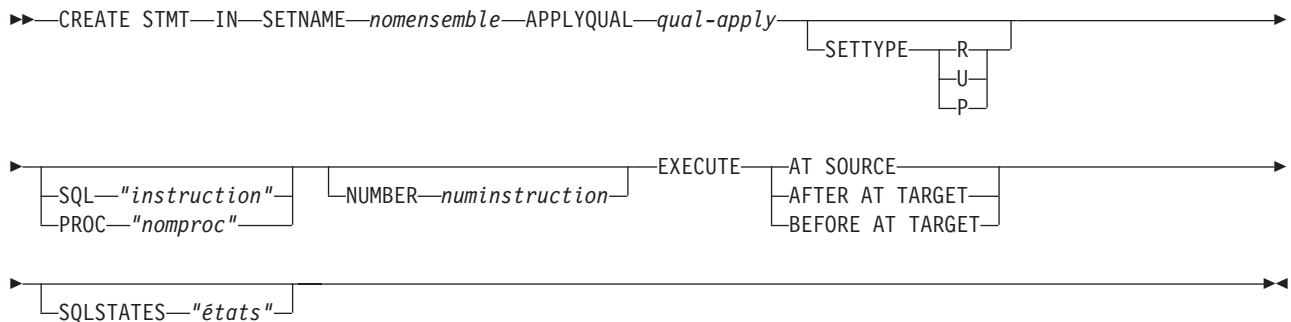 CREATE STMT IN SETNAME nomensemble APPLYQUAL qual-apply
SETTYPE R
U
P
SQL "instruction"
PROC "nomproc"
NUMBER numinstruction
EXECUTE AT SOURCE
AFTER AT TARGET
BEFORE AT TARGET
SQLSTATES "états"